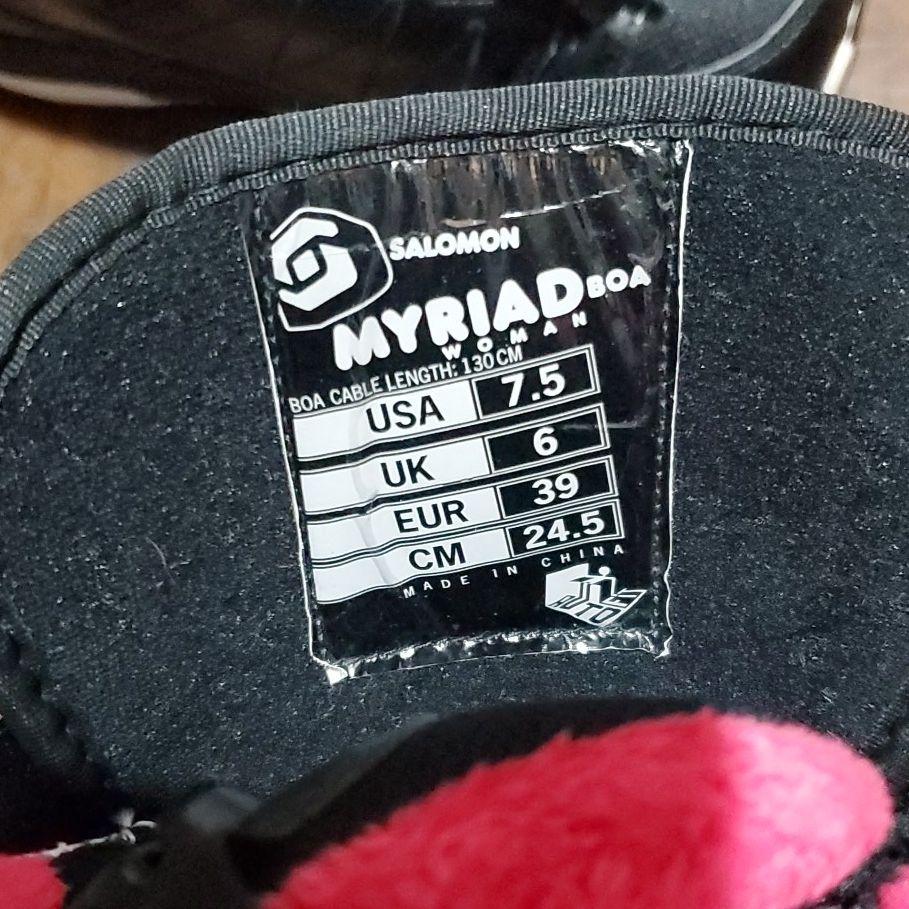 SALOMON
MYRIAD BOA
WOMAN
BOA CABLE LENGTH: 130 CM
USA 7.5
UK 6
EUR 39
CM 24.5
MADE IN CHINA